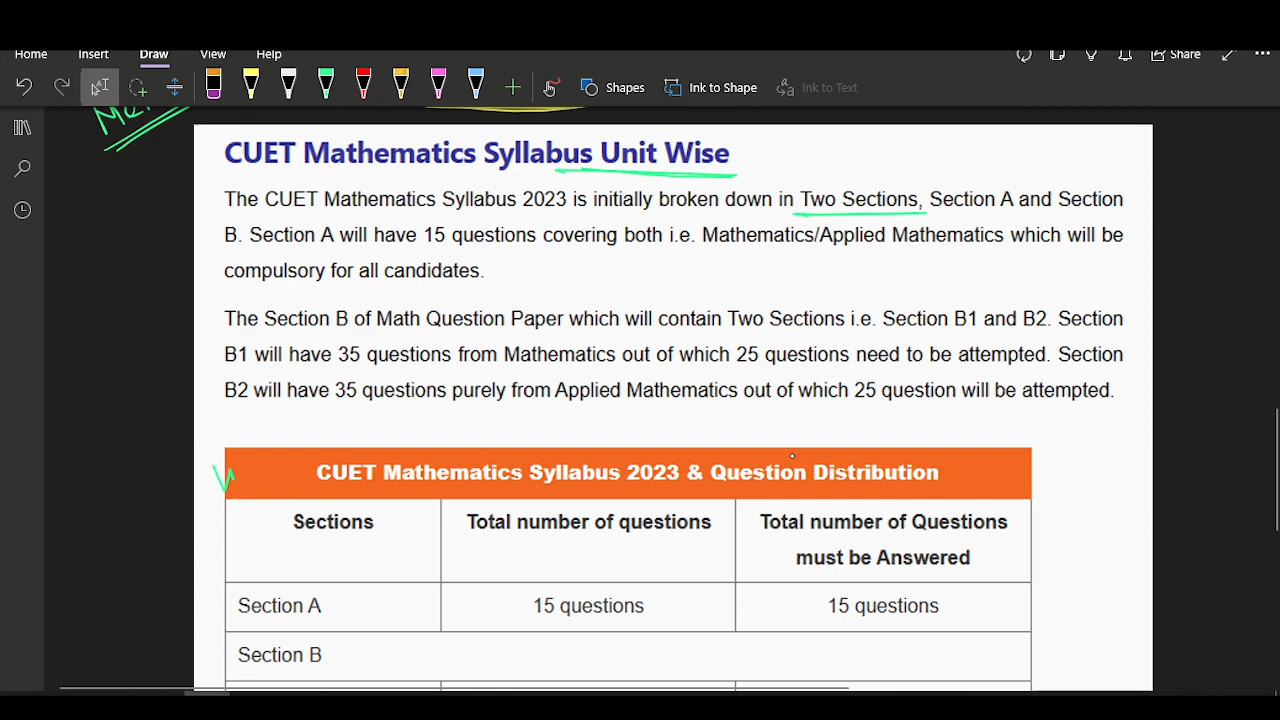 Home Insert Draw View Help Share
Shapes Ink to Shape Ink to Text
CUET Mathematics Syllabus Unit Wise
The CUET Mathematics Syllabus 2023 is initially broken down in Two Sections, Section A and Section
B. Section A will have 15 questions covering both i.e. Mathematics/Applied Mathematics which will be
compulsory for all candidates.
The Section B of Math Question Paper which will contain Two Sections i.e. Section B1 and B2. Section
B1 will have 35 questions from Mathematics out of which 25 questions need to be attempted. Section
B2 will have 35 questions purely from Applied Mathematics out of which 25 question will be attempted.
CUET Mathematics Syllabus 2023 & Question Distribution
Sections Total number of questions Total number of Questions
must be Answered
Section A 15 questions 15 questions
Section B